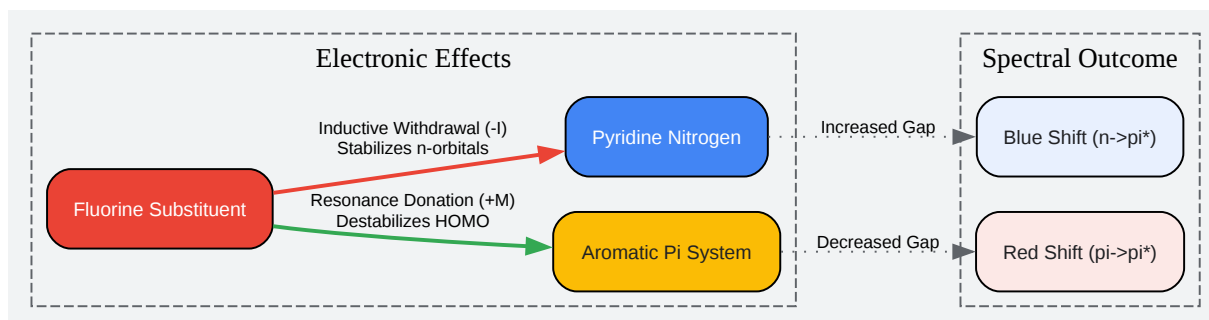 Electronic Effects
Spectral Outcome
Inductive Withdrawal (-I)
Stabilizes n-orbitals
Pyridine Nitrogen
Increased Gap
Blue Shift (n->pi*)
Fluorine Substituent
Resonance Donation (+M)
Destabilizes HOMO
Aromatic Pi System
Decreased Gap
Red Shift (pi->pi*)